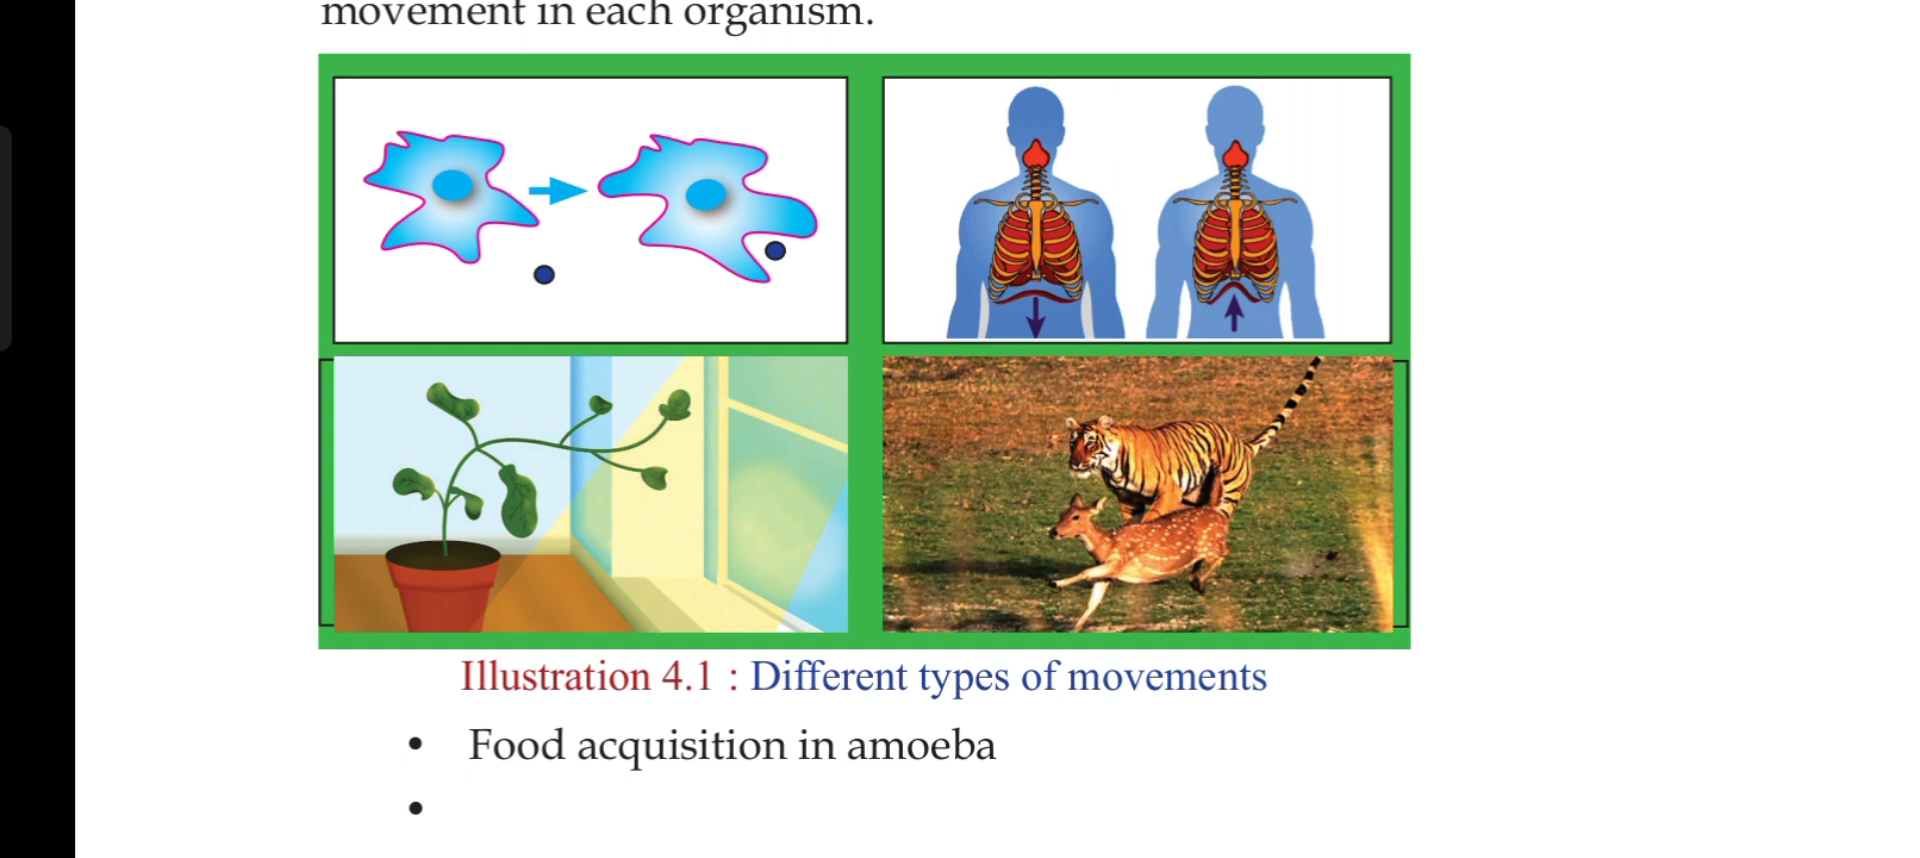 movement in each organism.
Illustration 4.1 : Different types of movements
• Food acquisition in amoeba
•